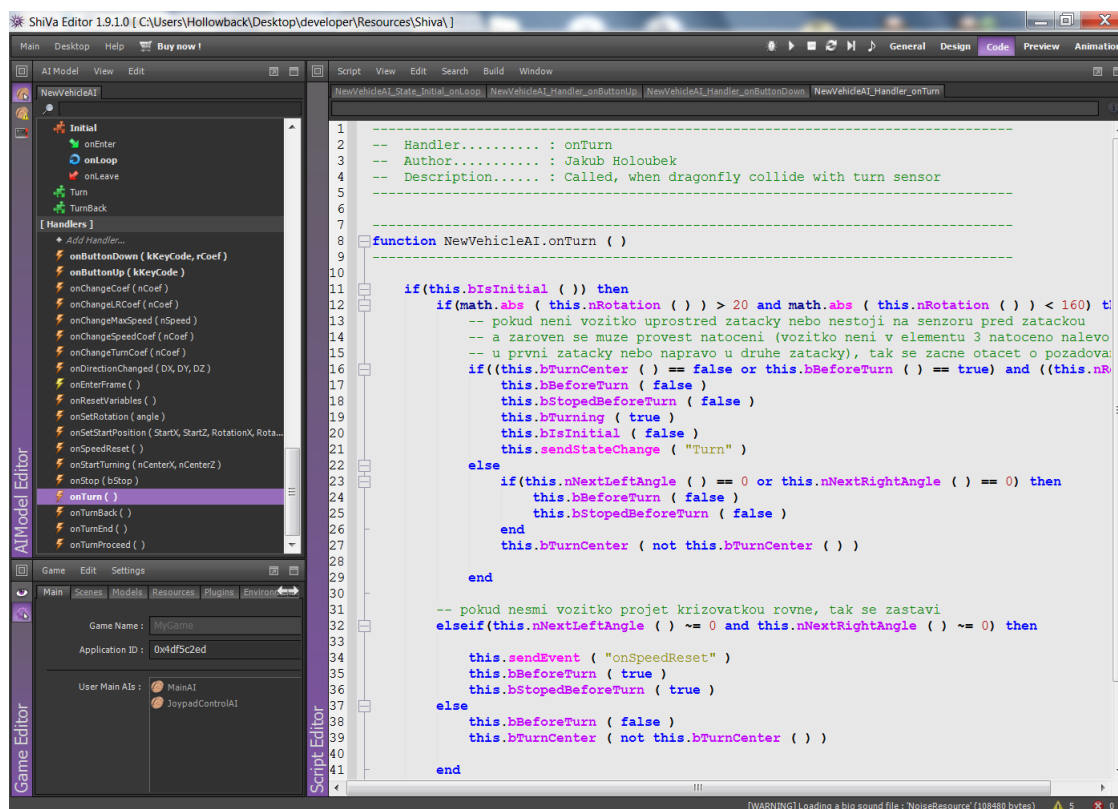 ShiVa Editor 1.9.1.0 [ C:\Users\Hollowback\Desktop\developer\Resources\Shiva\ ]
Main Desktop Help Buy now !
General Design Code Preview Animation
AIModel View Edit
NewVehicleAI
Initial
onEnter
onLoop
onLeave
Turn
TurnBack
[ Handlers ]
Add Handler...
onButtonDown ( kKeyCode, rCoef )
onButtonUp ( kKeyCode )
onChangeCoef ( nCoef )
onChangeLRCoef ( nCoef )
onChangeMaxSpeed ( nSpeed )
onChangeSpeedCoef ( nCoef )
onChangeTurnCoef ( nCoef )
onDirectionChanged ( DX, DY, DZ )
onEnterFrame ( )
onResetVariables ( )
onSetRotation ( angle )
onSetStartPosition ( StartX, StartZ, RotationX, Rota...
onSpeedReset ( )
onStartTurning ( nCenterX, nCenterZ )
onStop ( bStop )
onTurn ( )
onTurnBack ( )
onTurnEnd ( )
onTurnProceed ( )
AIModel Editor
Game Edit Settings
Main Scenes Models Resources Plugins
Game Name : MyGame
Application ID : 0x4df5c2ed
User Main AIs : MainAI
JoypadControlAI
Game Editor
Script View Edit Search Build Window
NewVehicleAI_State_Initial_onLoop NewVehicleAI_Handler_onButtonUp NewVehicleAI_Handler_onButtonDown NewVehicleAI_Handler_onTurn
1 --------------------------------------------------------------------------------
2 -- Handler.......... : onTurn
3 -- Author........... : Jakub Holoubek
4 -- Description...... : Called, when dragonfly collide with turn sensor
5 --------------------------------------------------------------------------------
6
7 --------------------------------------------------------------------------------
8 function NewVehicleAI.onTurn ( )
9 --------------------------------------------------------------------------------
10
11 if(this.bIsInitial ( )) then
12 if(math.abs ( this.nRotation ( ) ) > 20 and math.abs ( this.nRotation ( ) ) < 160) th
13 -- pokud neni vozitko uprostred zatacky nebo nestoji na senzoru pred zatackou
14 -- a zaroven se muze provest natoceni (vozitko neni v elementu 3 natoceno nalevo
15 -- u prvni zatacky nebo napravo u druhe zatacky), tak se zacne otacet o pozadova
16 if((this.bTurnCenter ( ) == false or this.bBeforeTurn ( ) == true) and ((this.nR
17 this.bBeforeTurn ( false )
18 this.bStopedBeforeTurn ( false )
19 this.bTurning ( true )
20 this.bIsInitial ( false )
21 this.sendStateChange ( "Turn" )
22 else
23 if(this.nNextLeftAngle ( ) == 0 or this.nNextRightAngle ( ) == 0) then
24 this.bBeforeTurn ( false )
25 this.bStopedBeforeTurn ( false )
26 end
27 this.bTurnCenter ( not this.bTurnCenter ( ) )
28
29 end
30
31 -- pokud nesmi vozitko projet krizovatkou rovne, tak se zastavi
32 elseif(this.nNextLeftAngle ( ) ~= 0 and this.nNextRightAngle ( ) ~= 0) then
33
34 this.sendEvent ( "onSpeedReset" )
35 this.bBeforeTurn ( true )
36 this.bStopedBeforeTurn ( true )
37 else
38 this.bBeforeTurn ( false )
39 this.bTurnCenter ( not this.bTurnCenter ( ) )
40
41 end
Script Editor
[WARNING] Loading a big sound file : 'NoiseResource' (108480 bytes) 5 0